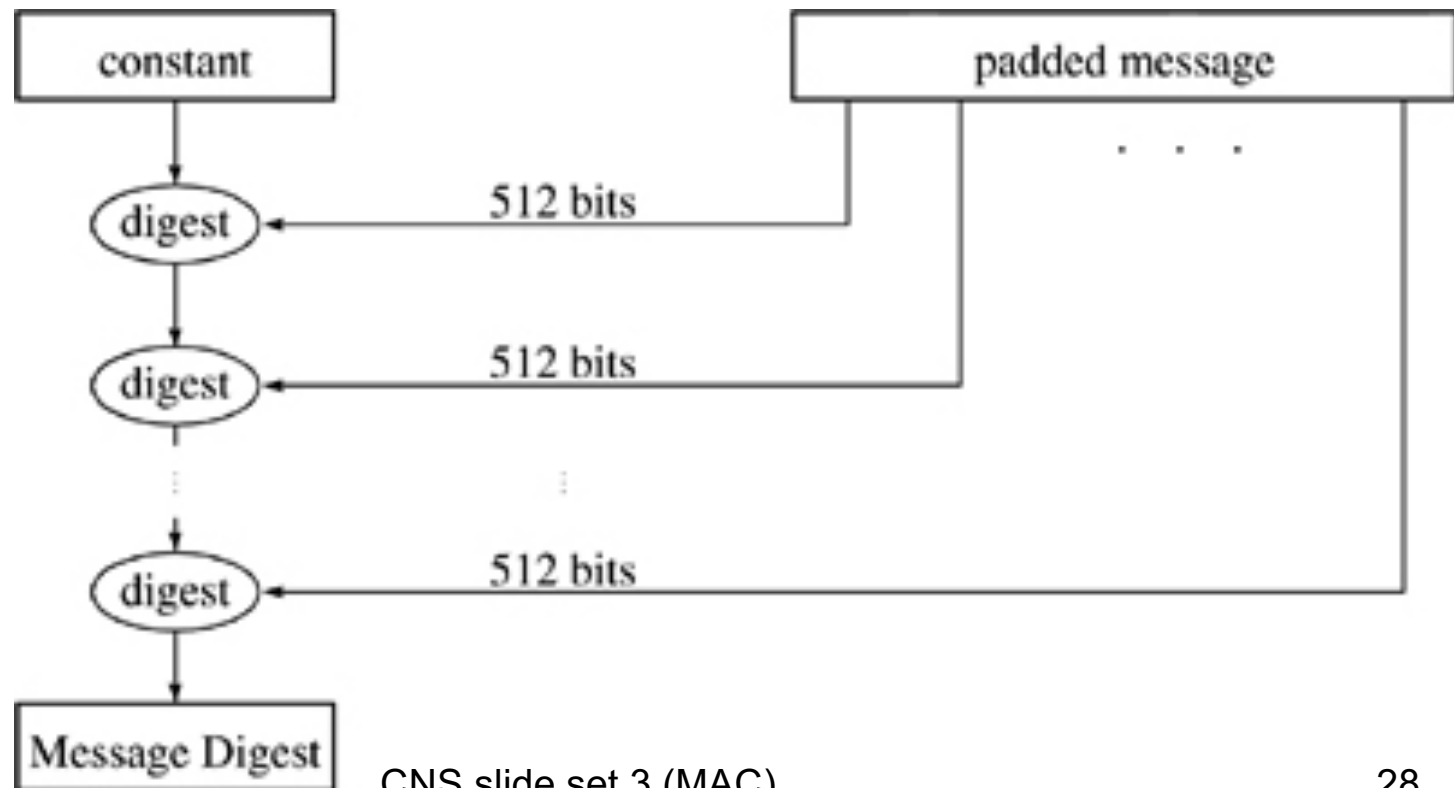 constant
padded message
. . .
digest
512 bits
digest
512 bits
digest
512 bits
Message Digest
CNS slide set 3 (MAC)
28